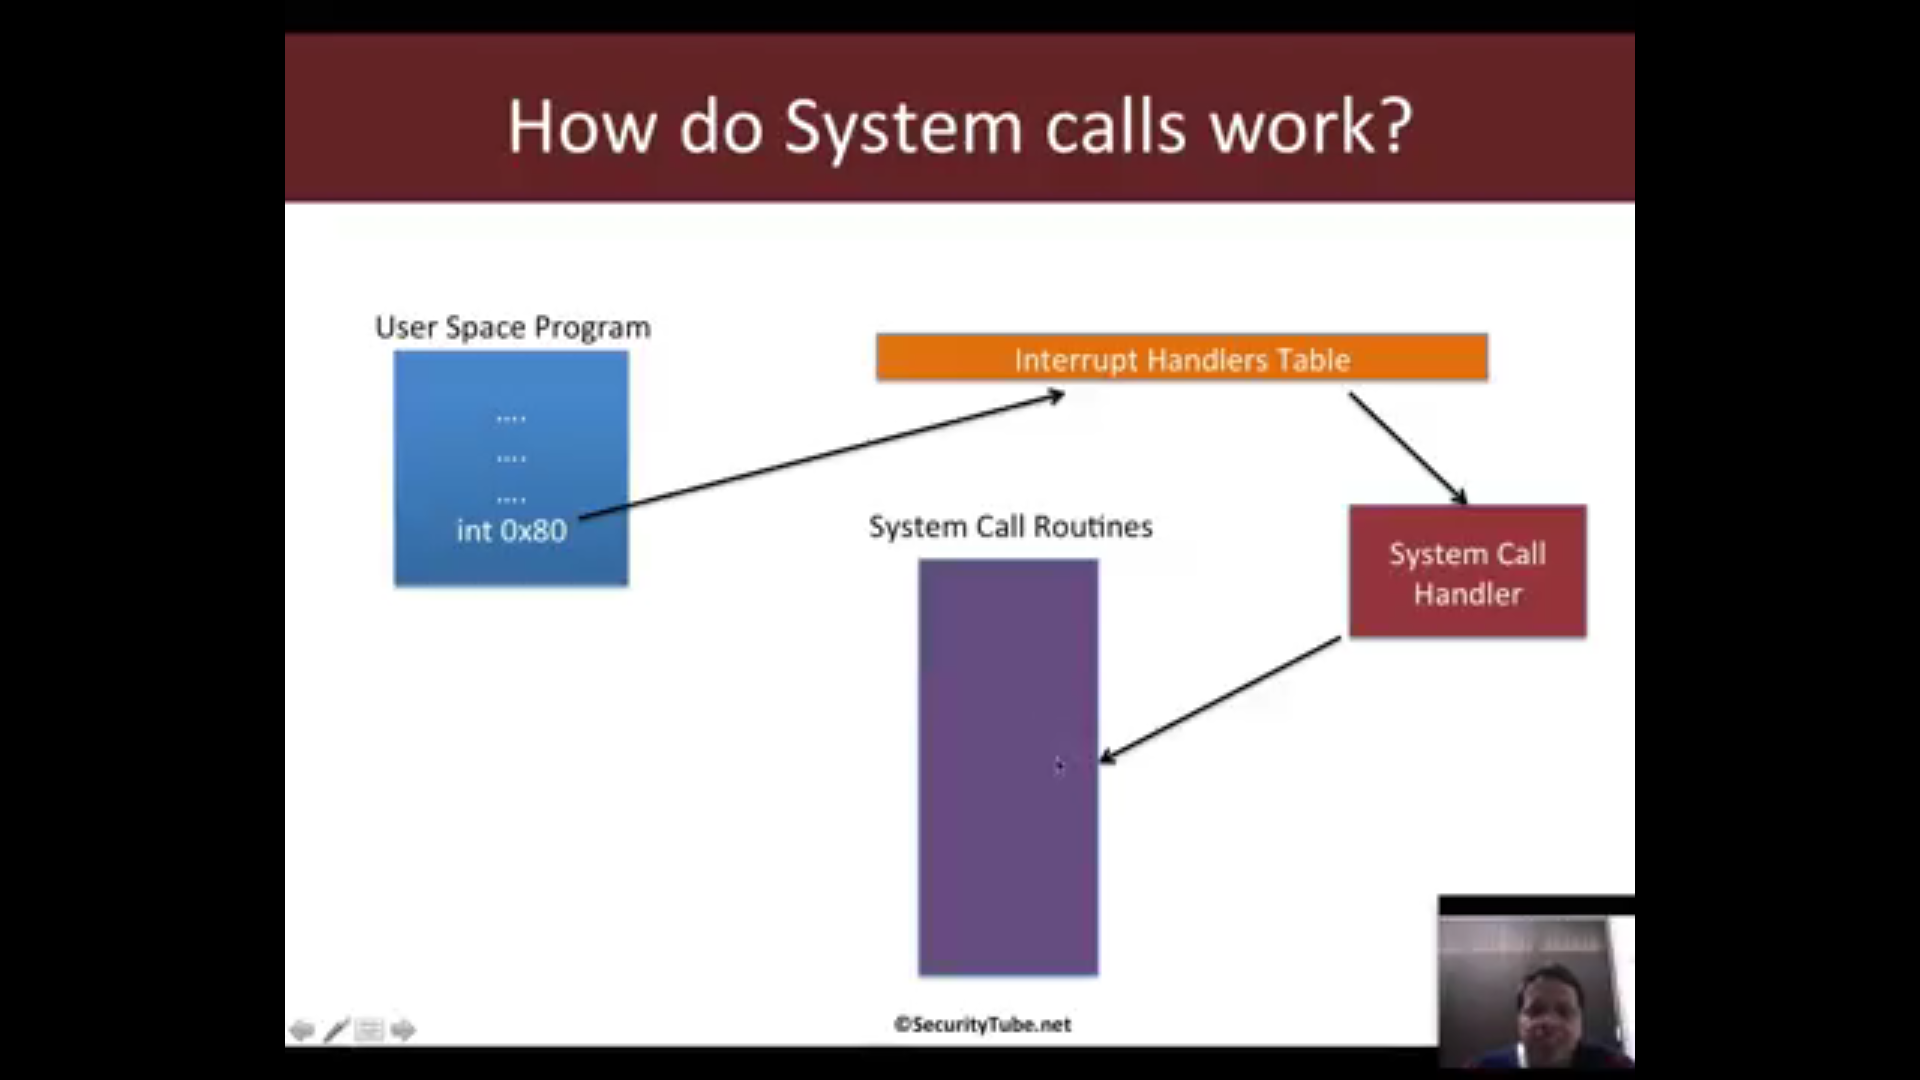 How do System calls work?
User Space Program
....
....
....
int 0x80
Interrupt Handlers Table
System Call Routines
System Call
Handler
©SecurityTube.net